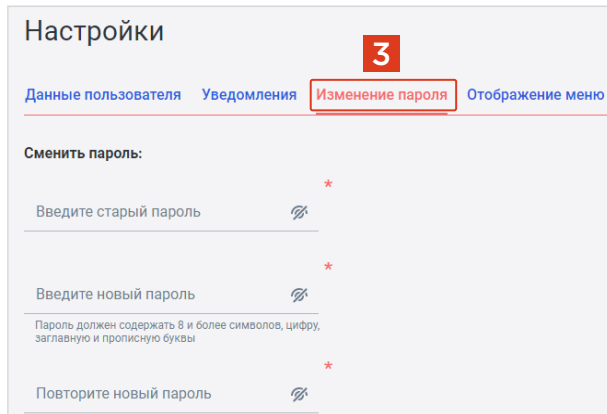 Настройки
3
Данные пользователя Уведомления Изменение пароля Отображение меню
Сменить пароль:
*
Введите старый пароль
*
Введите новый пароль
Пароль должен содержать 8 и более символов, цифру,
заглавную и прописную буквы
*
Повторите новый пароль